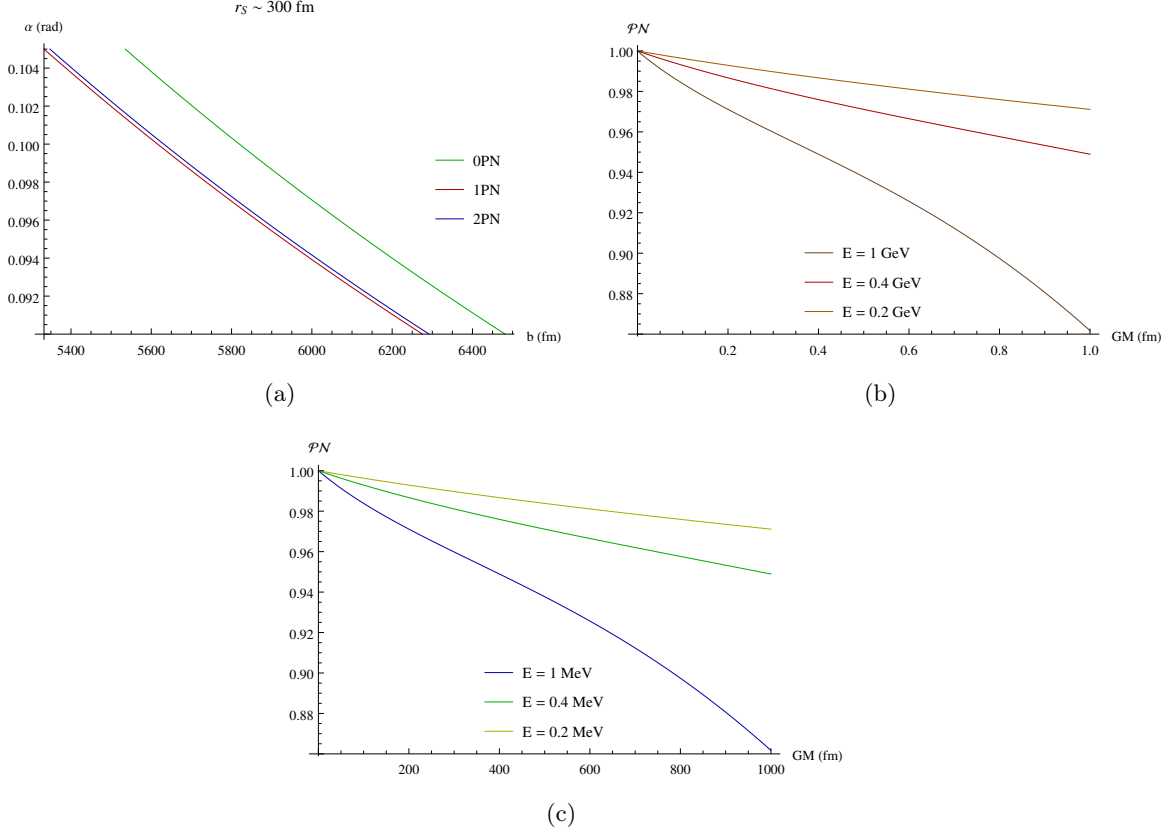 r_S ~ 300 fm
α (rad)
0.104
0.102
0.100
0.098
0.096
0.094
0.092
5400
5600
5800
6000
6200
6400
b (fm)
0PN
1PN
2PN
(a)
𝒫𝒩
1.00
0.98
0.96
0.94
0.92
0.90
0.88
0.2
0.4
0.6
0.8
1.0
GM (fm)
E = 1 GeV
E = 0.4 GeV
E = 0.2 GeV
(b)
𝒫𝒩
1.00
0.98
0.96
0.94
0.92
0.90
0.88
200
400
600
800
1000
GM (fm)
E = 1 MeV
E = 0.4 MeV
E = 0.2 MeV
(c)